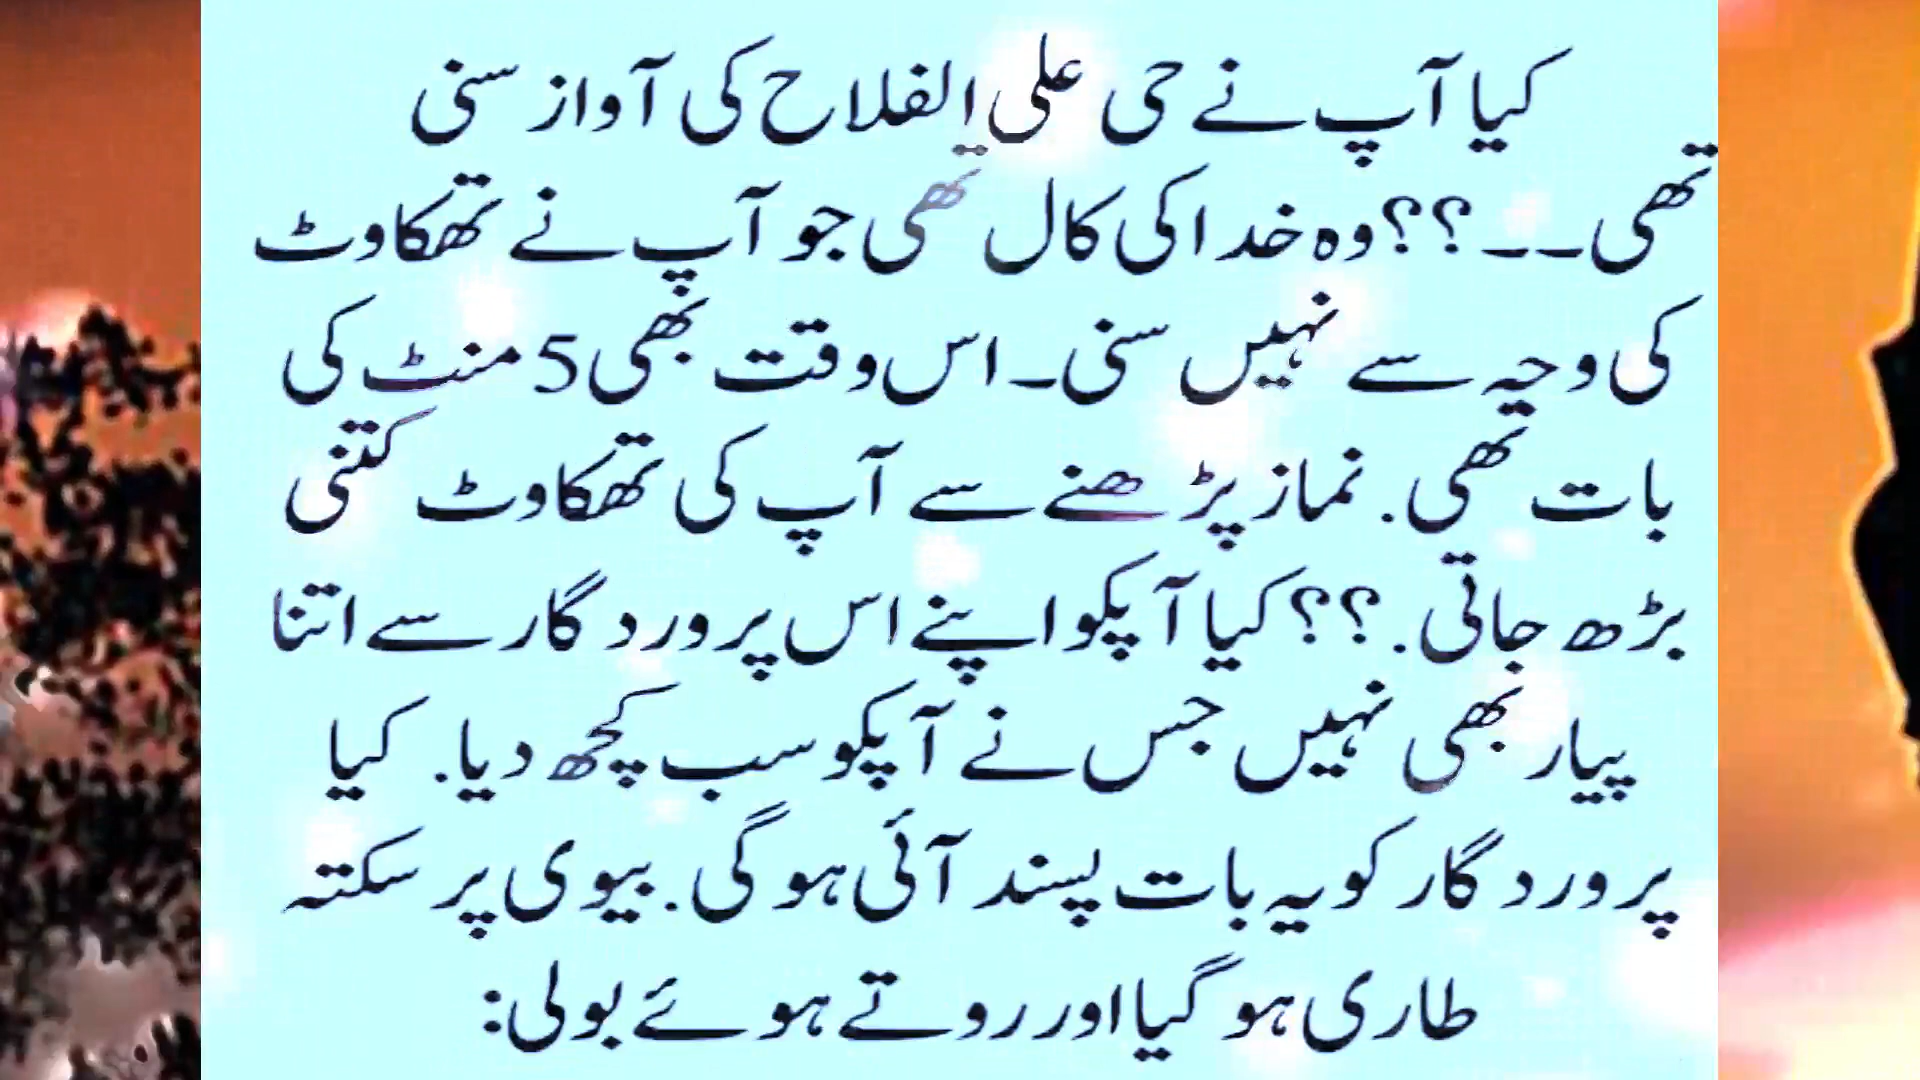 کیا آپ نے حی علی الفلاح کی آواز سنی
تھی۔۔؟؟وہ خدا کی کال تھی جو آپ نے تھکاوٹ
کی وجہ سے نہیں سنی۔اس وقت بھی 5 منٹ کی
بات تھی. نماز پڑھنے سے آپ کی تھکاوٹ کتنی
بڑھ جاتی.؟؟کیا آپکو اپنے اس پروردگار سے اتنا
پیار بھی نہیں جس نے آپکو سب کچھ دیا. کیا
پروردگار کو یہ بات پسند آئی ہو گی. بیوی پر سکتہ
طاری ہو گیا اور روتے ہوئے بولی: